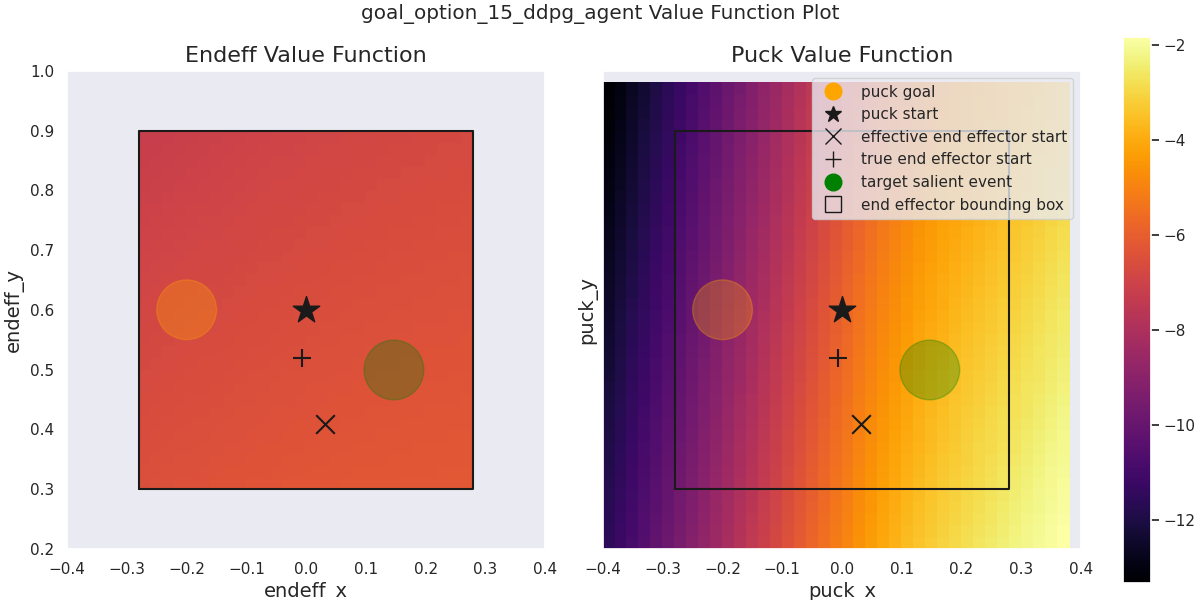 goal_option_15_ddpg_agent Value Function Plot
Endeff Value Function
endeff_y
1.0
0.9
0.8
0.7
0.6
0.5
0.4
0.3
0.2
−0.4 −0.3 −0.2 −0.1 0.0 0.1 0.2 0.3 0.4
endeff_x
Puck Value Function
puck goal
puck start
effective end effector start
true end effector start
target salient event
end effector bounding box
puck_y
−0.4 −0.3 −0.2 −0.1 0.0 0.1 0.2 0.3 0.4
puck_x
−2
−4
−6
−8
−10
−12